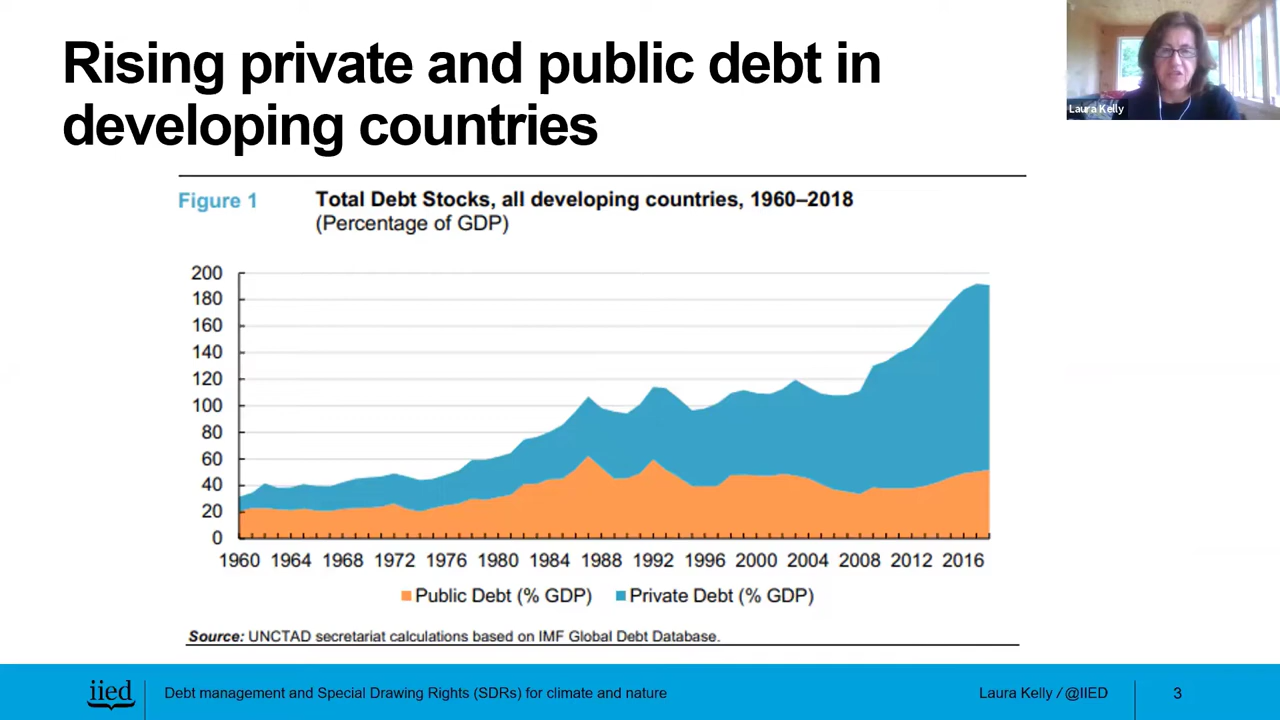 Rising private and public debt in
developing countries
Laura Kelly
Figure 1
Total Debt Stocks, all developing countries, 1960–2018
(Percentage of GDP)
200
180
160
140
120
100
80
60
40
20
0
1960 1964 1968 1972 1976 1980 1984 1988 1992 1996 2000 2004 2008 2012 2016
Public Debt (% GDP) Private Debt (% GDP)
Source: UNCTAD secretariat calculations based on IMF Global Debt Database.
iied
Debt management and Special Drawing Rights (SDRs) for climate and nature
Laura Kelly / @IIED
3